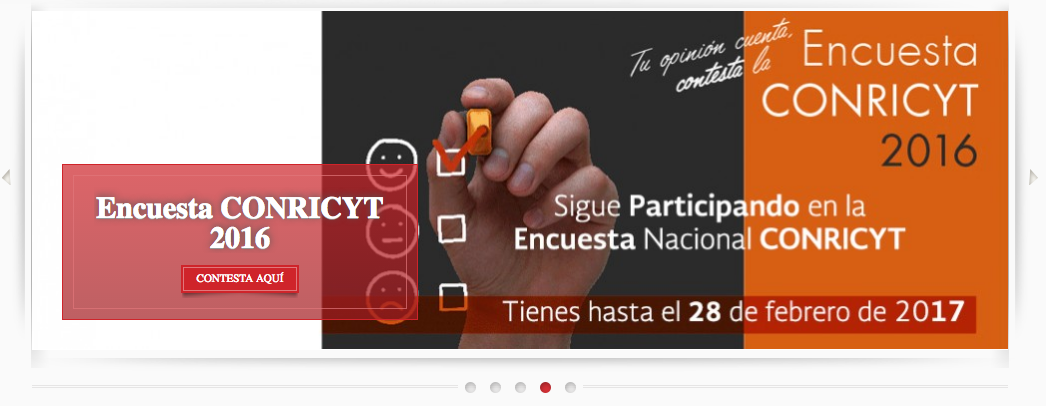 Tu opinión cuenta,
contesta la
Encuesta
CONRICYT
2016
Sigue Participando en la
Encuesta Nacional CONRICYT
Tienes hasta el 28 de febrero de 2017
Encuesta CONRICYT
2016
CONTESTA AQUÍ